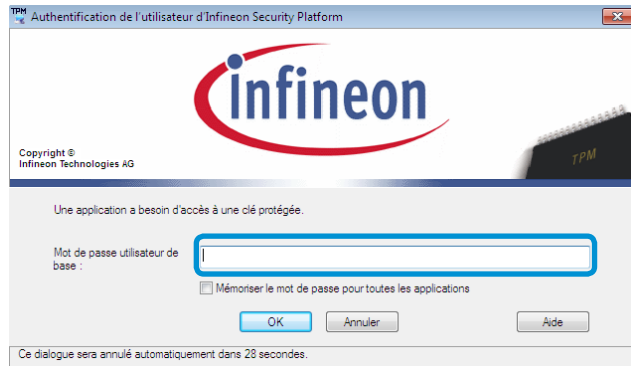 TPM Authentification de l'utilisateur d'Infineon Security Platform
infineon
Copyright ©
Infineon Technologies AG
TPM
Une application a besoin d'accès à une clé protégée.
Mot de passe utilisateur de
base :
Mémoriser le mot de passe pour toutes les applications
OK Annuler Aide
Ce dialogue sera annulé automatiquement dans 28 secondes.